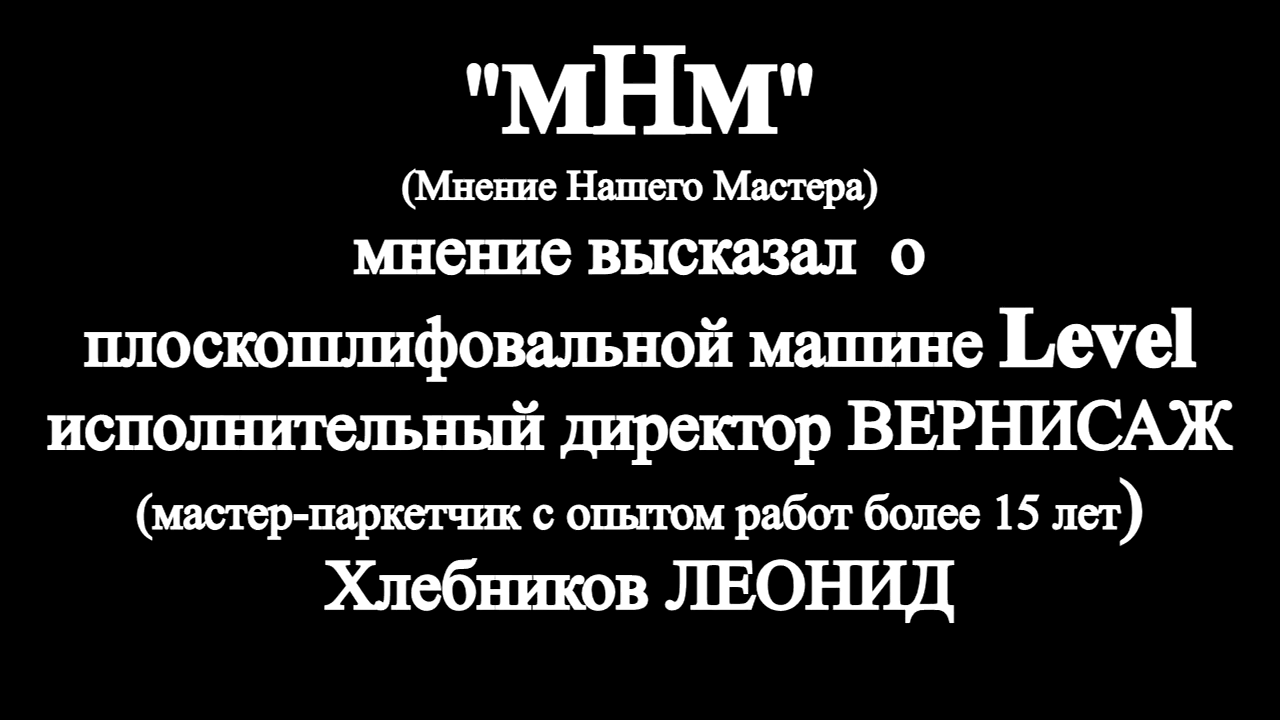 "мНм"
(Мнение Нашего Мастера)
мнение высказал о
плоскошлифовальной машине Level
исполнительный директор ВЕРНИСАЖ
(мастер-паркетчик с опытом работ более 15 лет)
Хлебников ЛЕОНИД